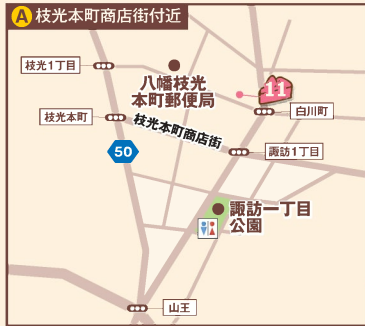 A 枝光本町商店街付近
枝光1丁目
八幡枝光
本町郵便局
11
白川町
枝光本町
枝光本町商店街
諏訪1丁目
50
諏訪一丁目
公園
山王